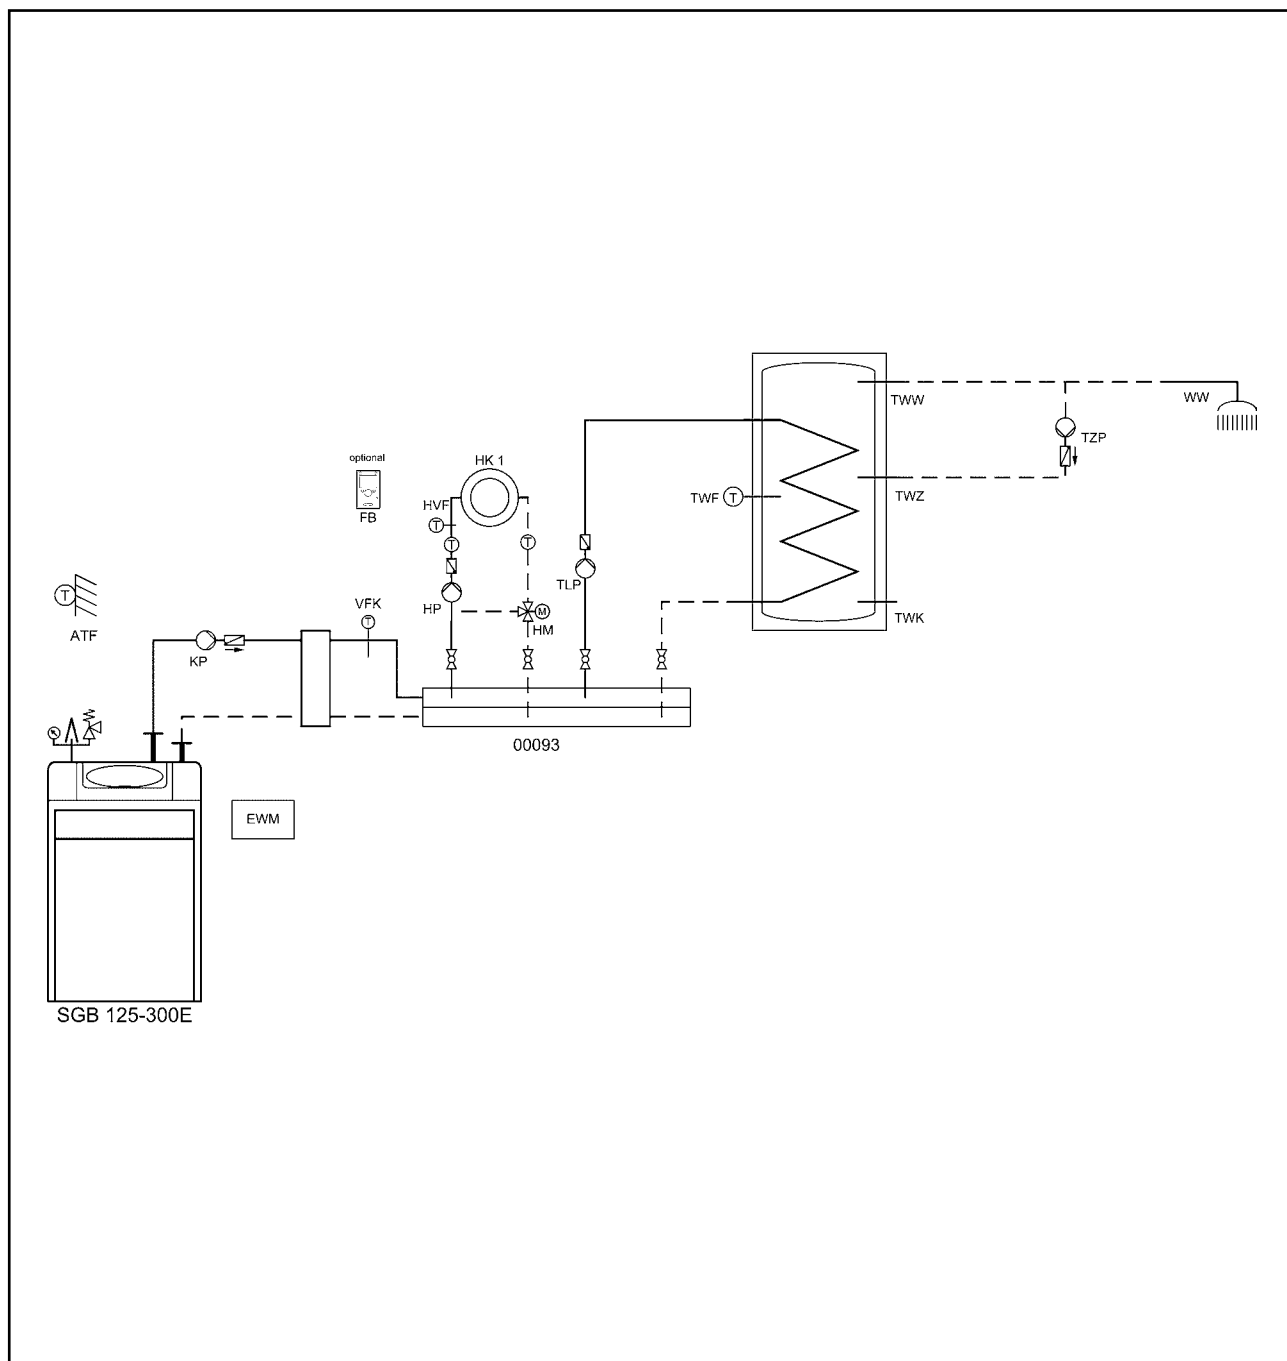 TWW
WW
TZP
optional
HK 1
TWF
T
TWZ
HVF
FB
T
T
T
TLP
T
ATF
VFK
T
HP
M
HM
TWK
KP
00093
EWM
SGB 125-300E